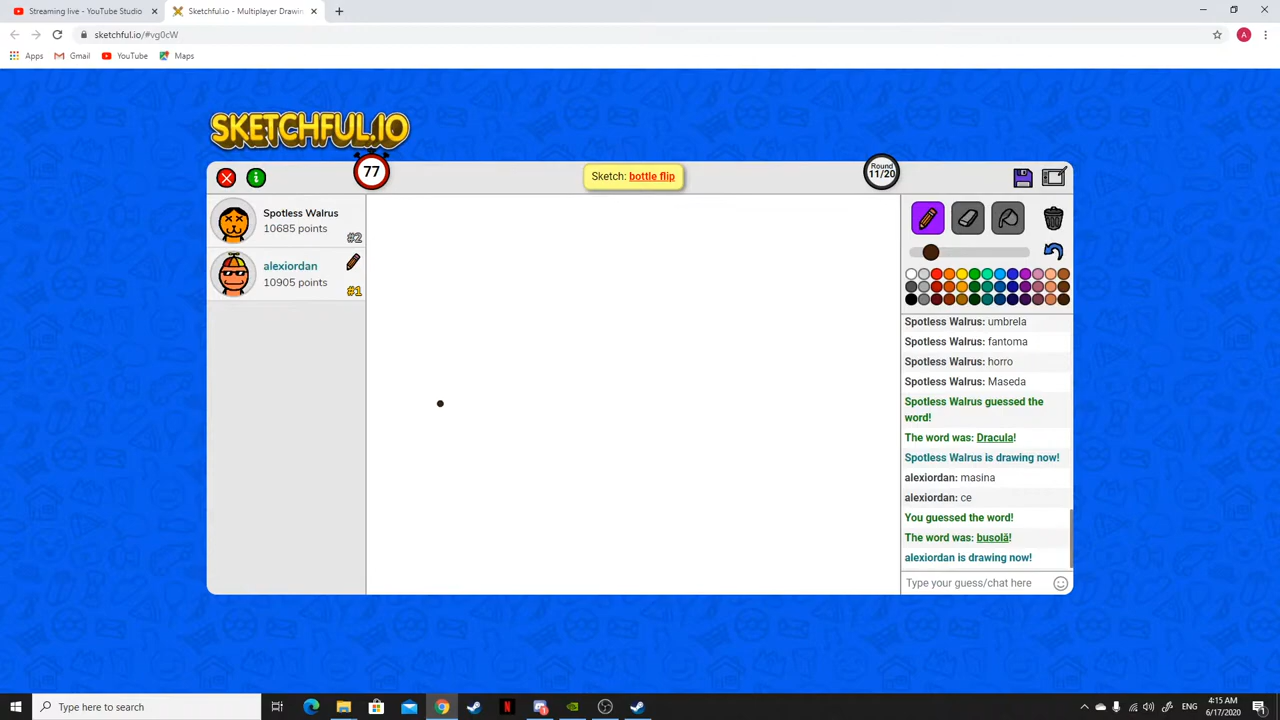 Streaming live - YouTube Studio
Sketchful.io - Multiplayer Drawin
sketchful.io/#vg0cW
A
Apps
Gmail
YouTube
Maps
SKETCHFUL.IO
77
Sketch: bottle flip
Round
11/20
Spotless Walrus
10685 points
#2
alexiordan
10905 points
#1
Spotless Walrus: umbrela
Spotless Walrus: fantoma
Spotless Walrus: horro
Spotless Walrus: Maseda
Spotless Walrus guessed the
word!
The word was: Dracula!
Spotless Walrus is drawing now!
alexiordan: masina
alexiordan: ce
You guessed the word!
The word was: busolă!
alexiordan is drawing now!
Type your guess/chat here
Type here to search
4:15 AM
6/17/2020